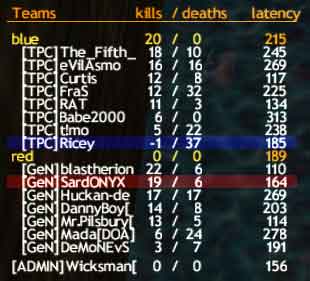 Teams kills / deaths latency
blue 20 / 0 215
[TPC]The_Fifth_ 18 / 10 245
[TPC]eVilAsmo 16 / 16 269
[TPC]Curtis 12 / 8 117
[TPC]FraS 12 / 32 225
[TPC]RAT 11 / 3 134
[TPC]Babe2000 6 / 0 313
[TPC]t!mo 5 / 22 238
[TPC]Ricey -1 / 37 185
red 0 / 0 189
[GeN]blastherion 22 / 6 110
[GeN]SardONYX 19 / 6 164
[GeN]Huckan-de 17 / 17 269
[GeN]DannyBoy[ 14 / 8 203
[GeN]Mr.Pilsbury[ 13 / 5 114
[GeN]Mada[DOA] 6 / 24 278
[GeN]DeMoNEvS 3 / 7 191
[ADMIN]Wicksman[ 0 / 0 156